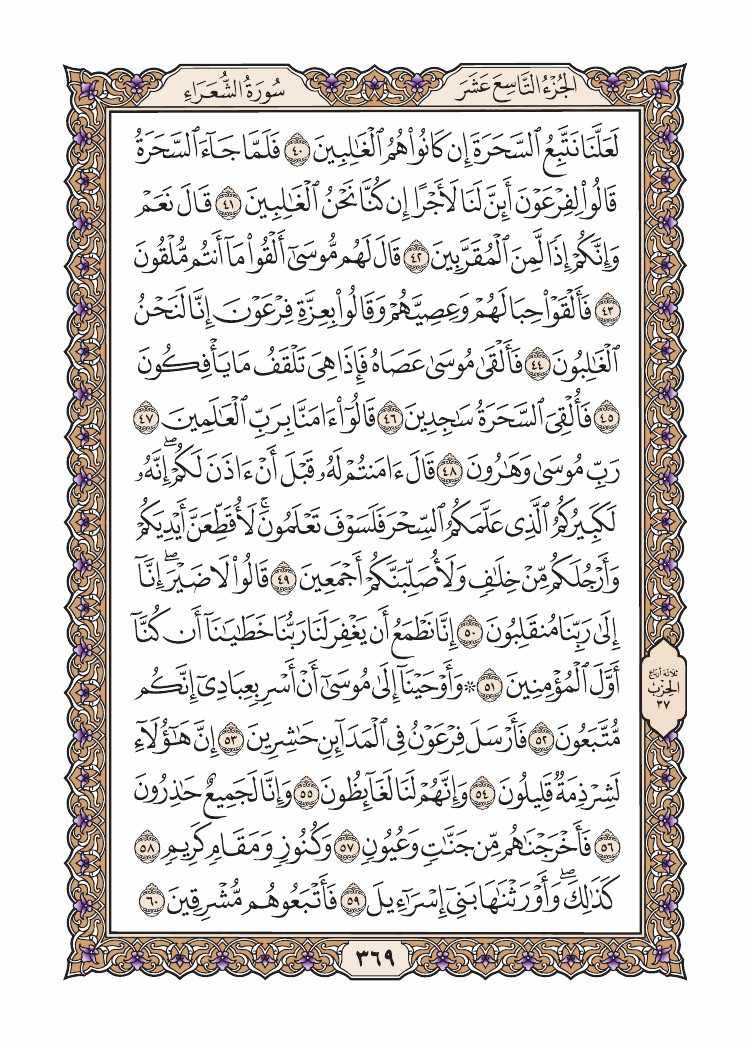 الجُزْءُ التَّاسِعَ عَشَرَ
سُورَةُ الشُّعَرَاءِ
لَعَلَّنَا نَتَّبِعُ ٱلسَّحَرَةَ إِن كَانُوا۟ هُمُ ٱلْغَٰلِبِينَ ٤٠ فَلَمَّا جَآءَ ٱلسَّحَرَةُ
قَالُوا۟ لِفِرْعَوْنَ أَئِنَّ لَنَا لَأَجْرًا إِن كُنَّا نَحْنُ ٱلْغَٰلِبِينَ ٤١ قَالَ نَعَمْ
وَإِنَّكُمْ إِذًا لَّمِنَ ٱلْمُقَرَّبِينَ ٤٢ قَالَ لَهُم مُّوسَىٰٓ أَلْقُوا۟ مَآ أَنتُم مُّلْقُونَ
٤٣ فَأَلْقَوْا۟ حِبَالَهُمْ وَعِصِيَّهُمْ وَقَالُوا۟ بِعِزَّةِ فِرْعَوْنَ إِنَّا لَنَحْنُ
ٱلْغَٰلِبُونَ ٤٤ فَأَلْقَىٰ مُوسَىٰ عَصَاهُ فَإِذَا هِىَ تَلْقَفُ مَا يَأْفِكُونَ
٤٥ فَأُلْقِىَ ٱلسَّحَرَةُ سَٰجِدِينَ ٤٦ قَالُوٓا۟ ءَامَنَّا بِرَبِّ ٱلْعَٰلَمِينَ ٤٧
رَبِّ مُوسَىٰ وَهَٰرُونَ ٤٨ قَالَ ءَامَنتُمْ لَهُۥ قَبْلَ أَنْ ءَاذَنَ لَكُمْ ۖ إِنَّهُۥ
لَكَبِيرُكُمُ ٱلَّذِى عَلَّمَكُمُ ٱلسِّحْرَ فَلَسَوْفَ تَعْلَمُونَ ۚ لَأُقَطِّعَنَّ أَيْدِيَكُمْ
وَأَرْجُلَكُم مِّنْ خِلَٰفٍ وَلَأُصَلِّبَنَّكُمْ أَجْمَعِينَ ٤٩ قَالُوا۟ لَا ضَيْرَ ۖ إِنَّآ
إِلَىٰ رَبِّنَا مُنقَلِبُونَ ٥٠ إِنَّا نَطْمَعُ أَن يَغْفِرَ لَنَا رَبُّنَا خَطَٰيَٰنَآ أَن كُنَّآ
أَوَّلَ ٱلْمُؤْمِنِينَ ٥١ ۞ وَأَوْحَيْنَآ إِلَىٰ مُوسَىٰٓ أَنْ أَسْرِ بِعِبَادِىٓ إِنَّكُم
مُّتَّبَعُونَ ٥٢ فَأَرْسَلَ فِرْعَوْنُ فِى ٱلْمَدَآئِنِ حَٰشِرِينَ ٥٣ إِنَّ هَٰٓؤُلَآءِ
لَشِرْذِمَةٌ قَلِيلُونَ ٥٤ وَإِنَّهُمْ لَنَا لَغَآئِظُونَ ٥٥ وَإِنَّا لَجَمِيعٌ حَٰذِرُونَ
٥٦ فَأَخْرَجْنَٰهُم مِّن جَنَّٰتٍ وَعُيُونٍ ٥٧ وَكُنُوزٍ وَمَقَامٍ كَرِيمٍ ٥٨
كَذَٰلِكَ ۖ وَأَوْرَثْنَٰهَا بَنِىٓ إِسْرَٰٓءِيلَ ٥٩ فَأَتْبَعُوهُم مُّشْرِقِينَ ٦٠
ثلاثة أرباع
الحزب
٣٧
٣٦٩